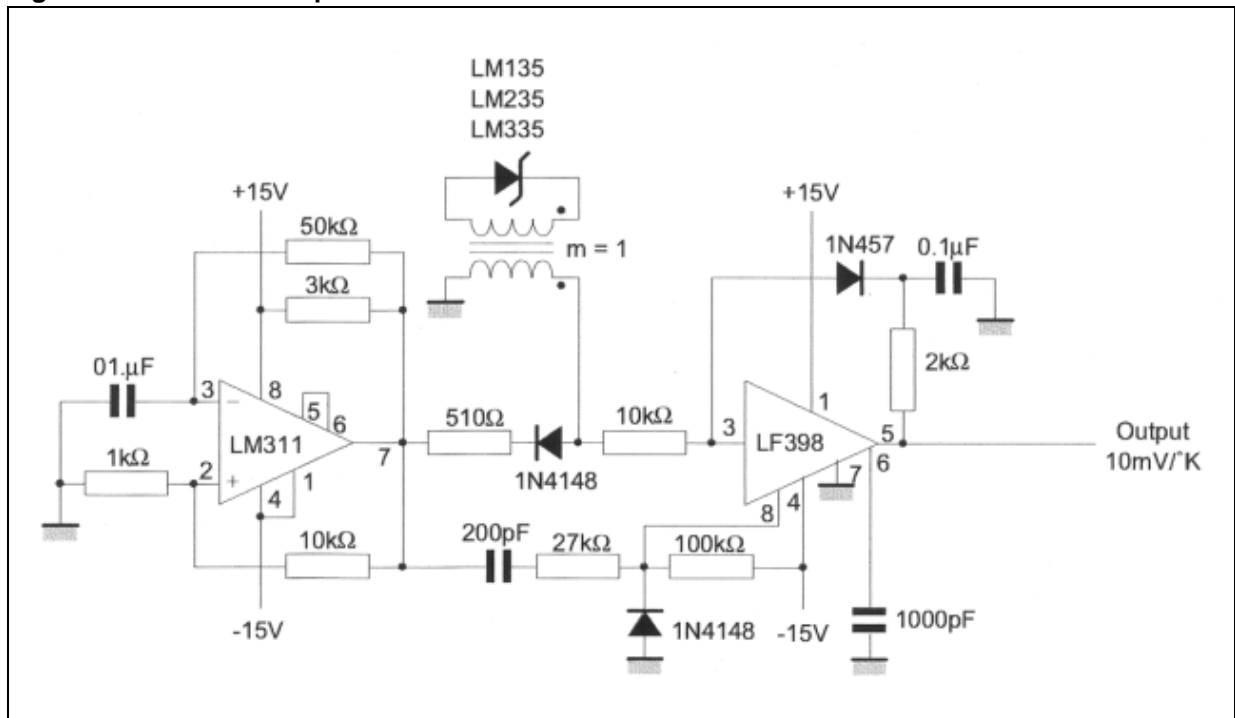 LM135
LM235
LM335
+15V
+15V
50kΩ
1N457
0.1µF
m = 1
3kΩ
2kΩ
01.µF
3
8
5
6
1
−
LM311
7
510Ω
10kΩ
3
LF398
5
Output
6
10mV/°K
1kΩ
2
+
4
1
1N4148
8
4
7
10kΩ
200pF
27kΩ
100kΩ
-15V
1N4148
-15V
1000pF